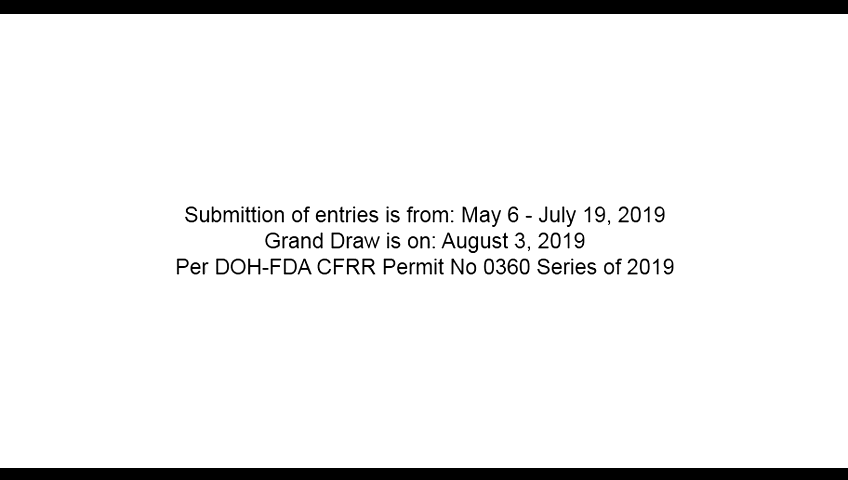 Submittion of entries is from: May 6 - July 19, 2019
Grand Draw is on: August 3, 2019
Per DOH-FDA CFRR Permit No 0360 Series of 2019